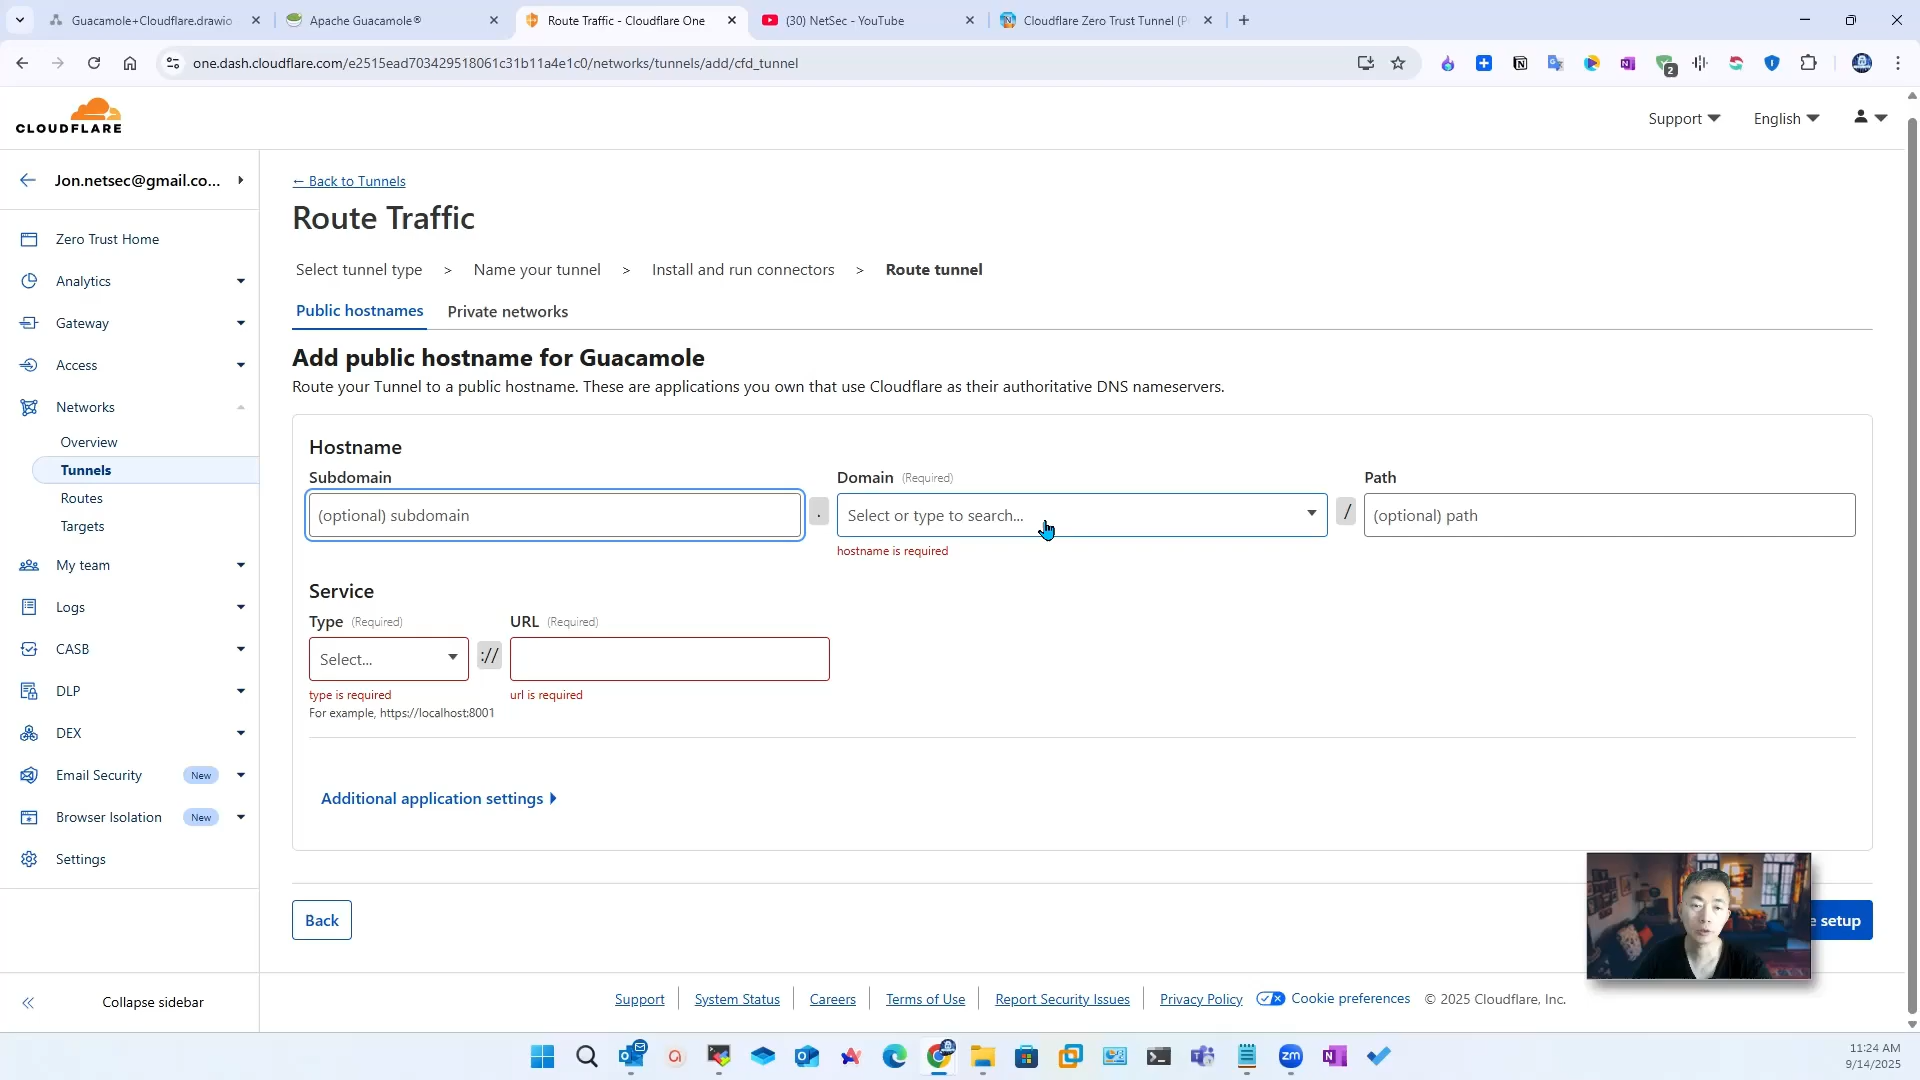 Guacamole+Cloudflare.drawio
Apache Guacamole®
Route Traffic - Cloudflare One
(30) NetSec - YouTube
Cloudflare Zero Trust Tunnel (P
one.dash.cloudflare.com/e2515ead703429518061c31b11a4e1c0/networks/tunnels/add/cfd_tunnel
2
CLOUDFLARE
Support
English
Jon.netsec@gmail.co...
Zero Trust Home
Analytics
Gateway
Access
Networks
Overview
Tunnels
Routes
Targets
My team
Logs
CASB
DLP
DEX
Email Security New
Browser Isolation New
Settings
Collapse sidebar
← Back to Tunnels
Route Traffic
Select tunnel type > Name your tunnel > Install and run connectors > Route tunnel
Public hostnames Private networks
Add public hostname for Guacamole
Route your Tunnel to a public hostname. These are applications you own that use Cloudflare as their authoritative DNS nameservers.
Hostname
Subdomain Domain (Required) Path
(optional) subdomain . Select or type to search... / (optional) path
hostname is required
Service
Type (Required) URL (Required)
Select... ://
type is required url is required
For example, https://localhost:8001
Additional application settings
Back
e setup
Support System Status Careers Terms of Use Report Security Issues Privacy Policy Cookie preferences © 2025 Cloudflare, Inc.
zm
11:24 AM
9/14/2025